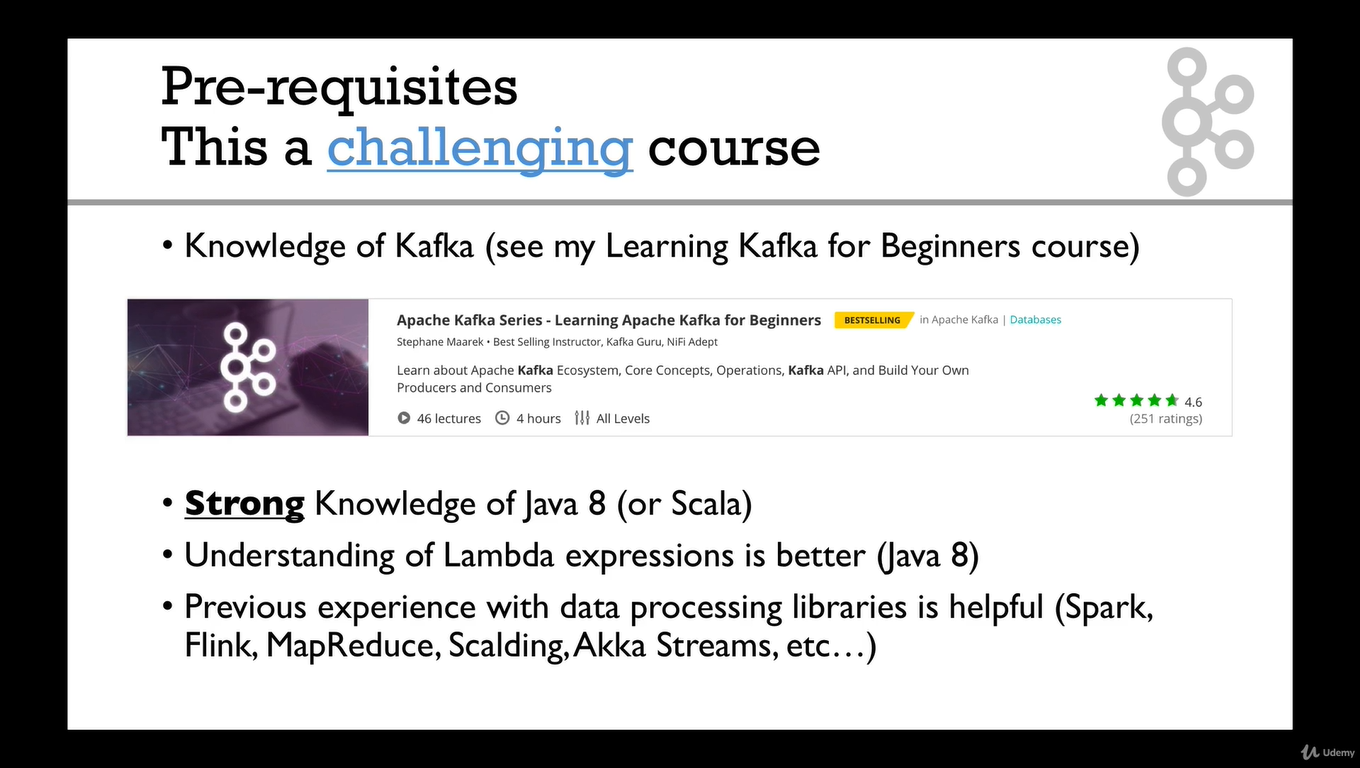 Pre-requisites
This a challenging course
• Knowledge of Kafka (see my Learning Kafka for Beginners course)
Apache Kafka Series - Learning Apache Kafka for Beginners BESTSELLING in Apache Kafka | Databases
Stephane Maarek • Best Selling Instructor, Kafka Guru, NiFi Adept
Learn about Apache Kafka Ecosystem, Core Concepts, Operations, Kafka API, and Build Your Own
Producers and Consumers
46 lectures 4 hours All Levels
4.6
(251 ratings)
• Strong Knowledge of Java 8 (or Scala)
• Understanding of Lambda expressions is better (Java 8)
• Previous experience with data processing libraries is helpful (Spark,
Flink, MapReduce, Scalding, Akka Streams, etc…)
Udemy